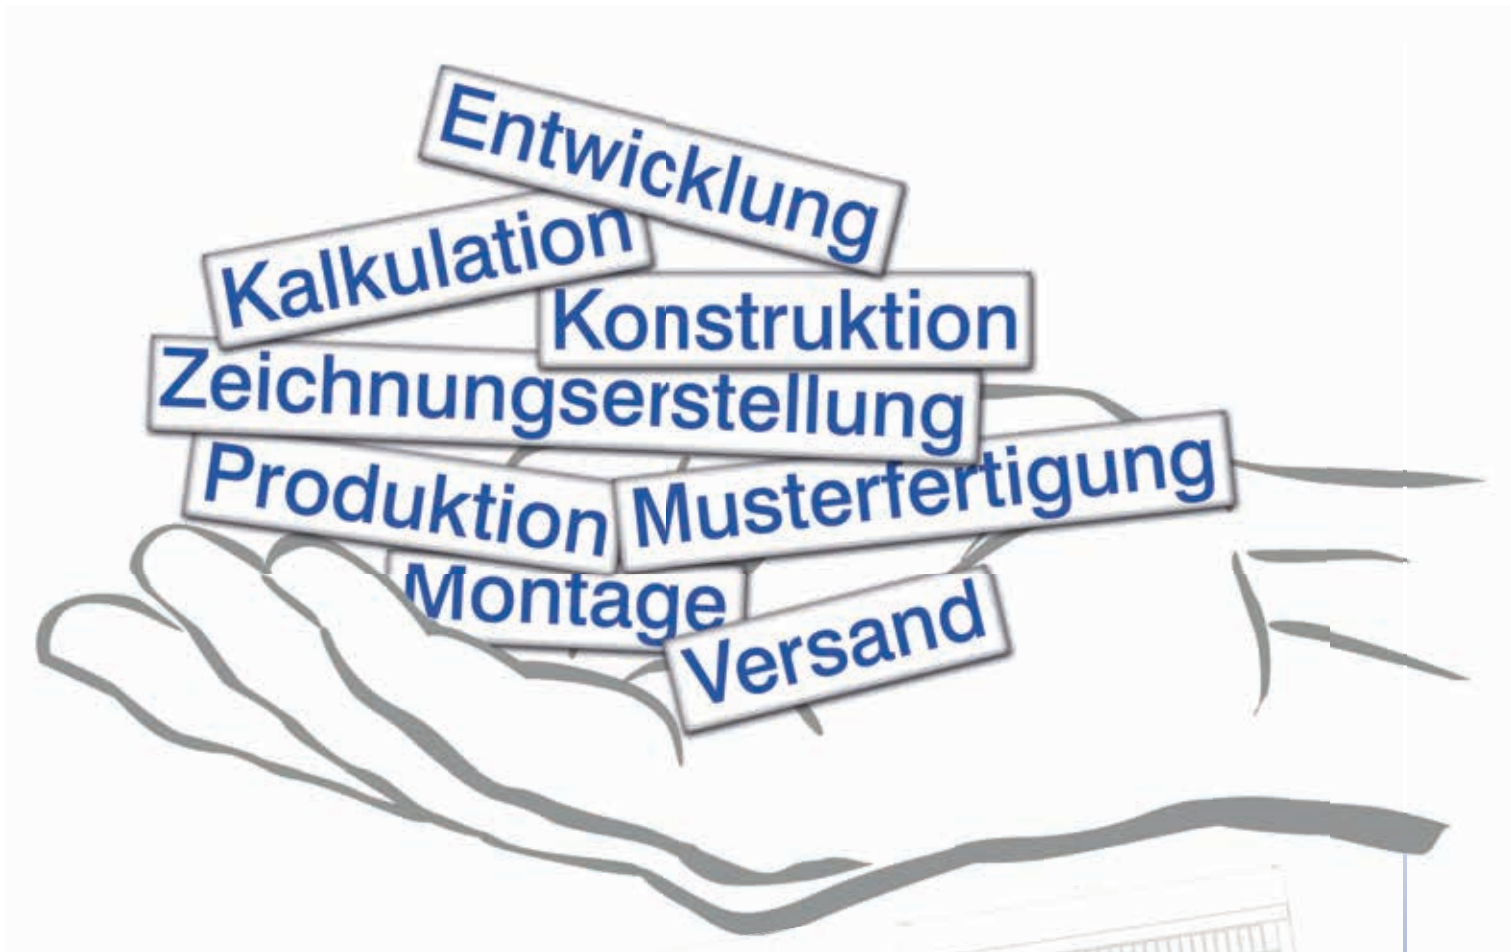 Entwicklung
Kalkulation
Konstruktion
Zeichnungserstellung
Produktion
Musterfertigung
Montage
Versand